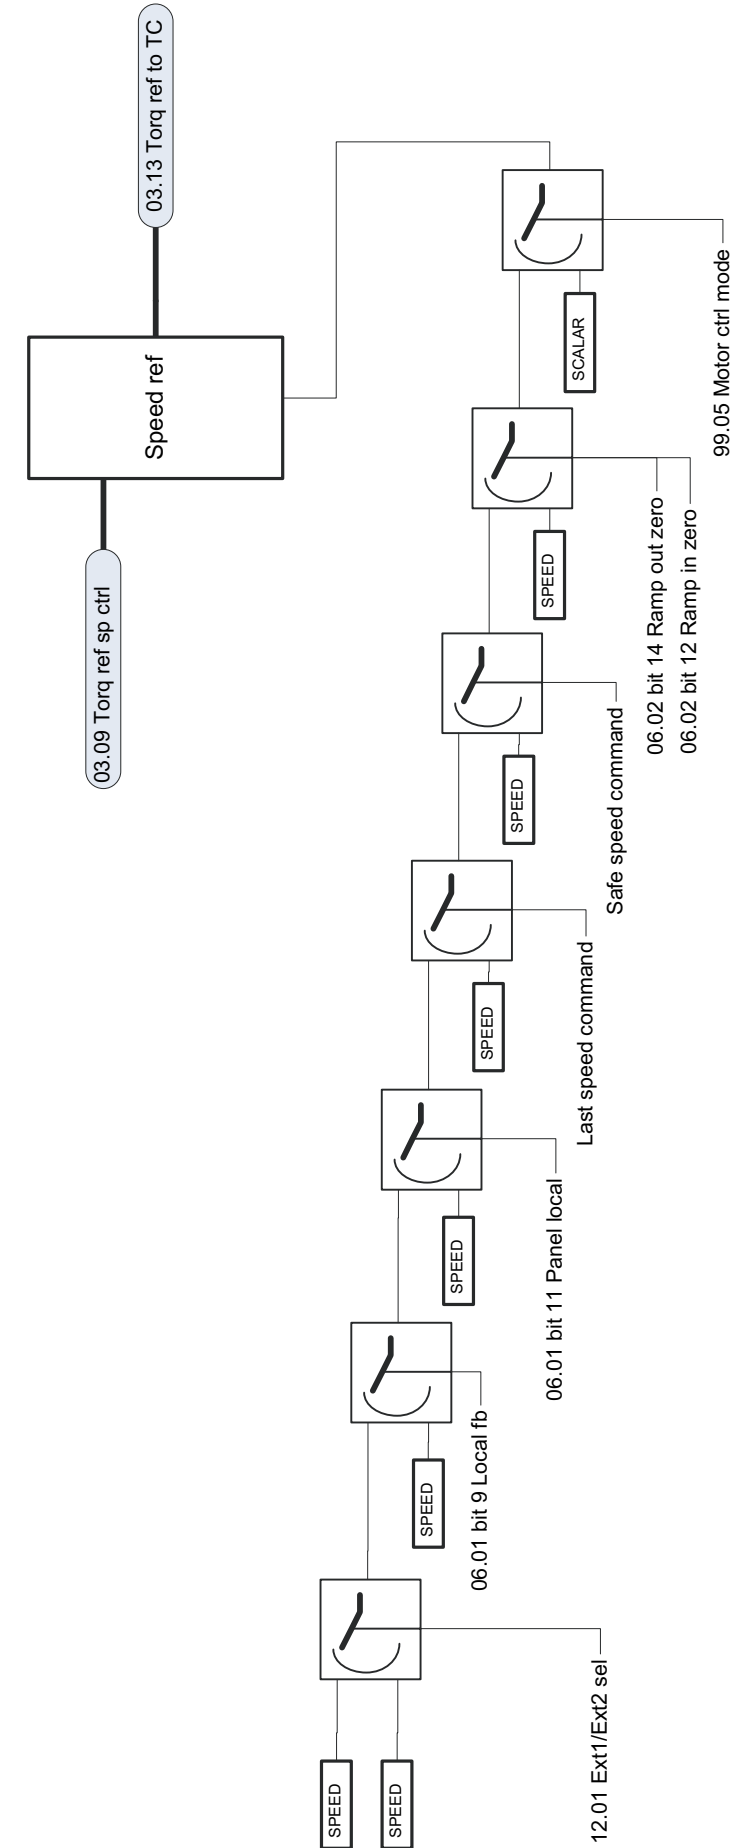 03.09 Torq ref sp ctrl
Speed ref
03.13 Torq ref to TC
SPEED
SPEED
12.01 Ext1/Ext2 sel
SPEED
06.01 bit 9 Local fb
SPEED
06.01 bit 11 Panel local
SPEED
Last speed command
SPEED
Safe speed command
SPEED
06.02 bit 14 Ramp out zero
06.02 bit 12 Ramp in zero
SCALAR
99.05 Motor ctrl mode